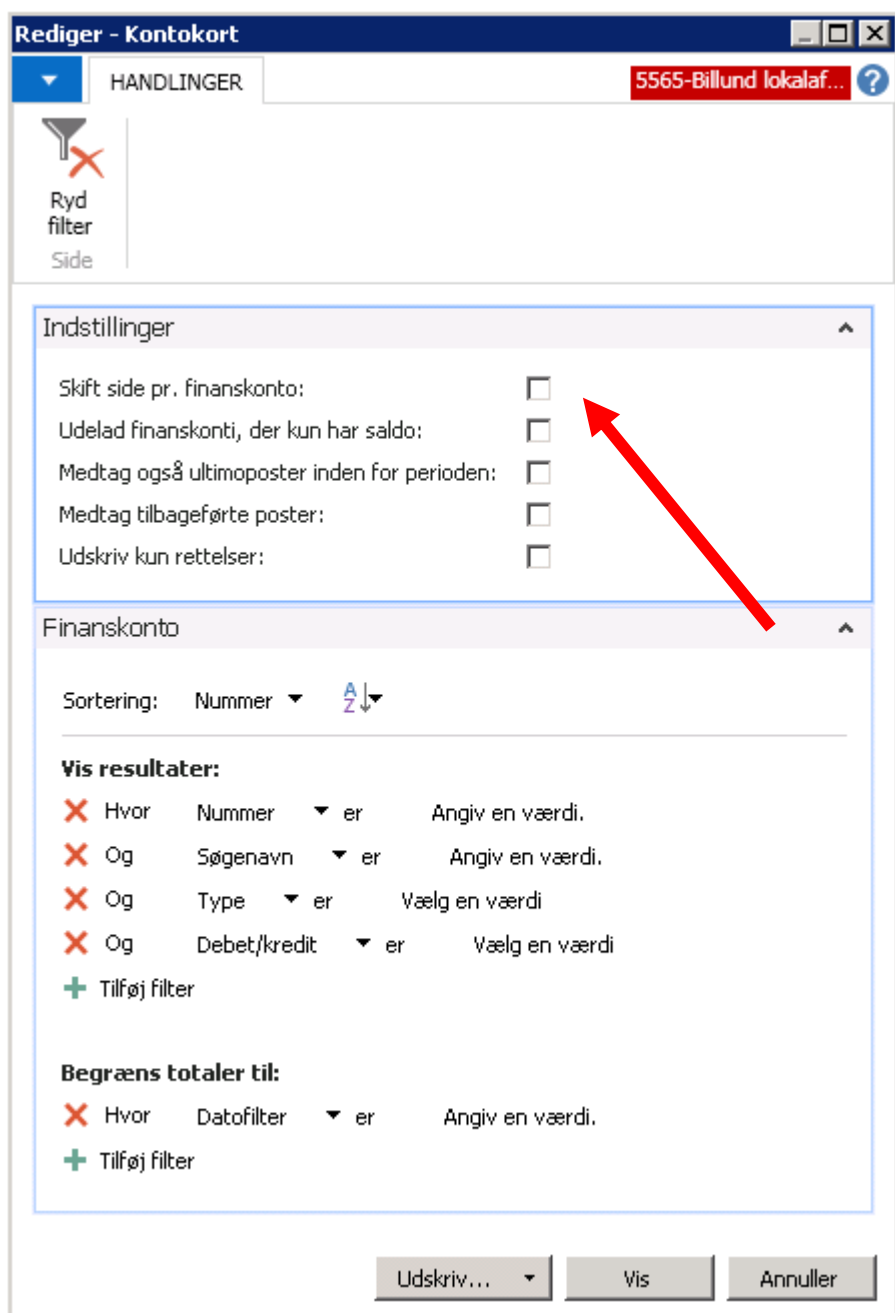 Rediger - Kontokort
HANDLINGER
5565-Billund lokalaf...
Ryd
filter
Side
Indstillinger
Skift side pr. finanskonto:
Udelad finanskonti, der kun har saldo:
Medtag også ultimoposter inden for perioden:
Medtag tilbageførte poster:
Udskriv kun rettelser:
Finanskonto
Sortering: Nummer AZ
Vis resultater:
Hvor Nummer er Angiv en værdi.
Og Søgenavn er Angiv en værdi.
Og Type er Vælg en værdi
Og Debet/kredit er Vælg en værdi
Tilføj filter
Begræns totaler til:
Hvor Datofilter er Angiv en værdi.
Tilføj filter
Udskriv... Vis Annuller